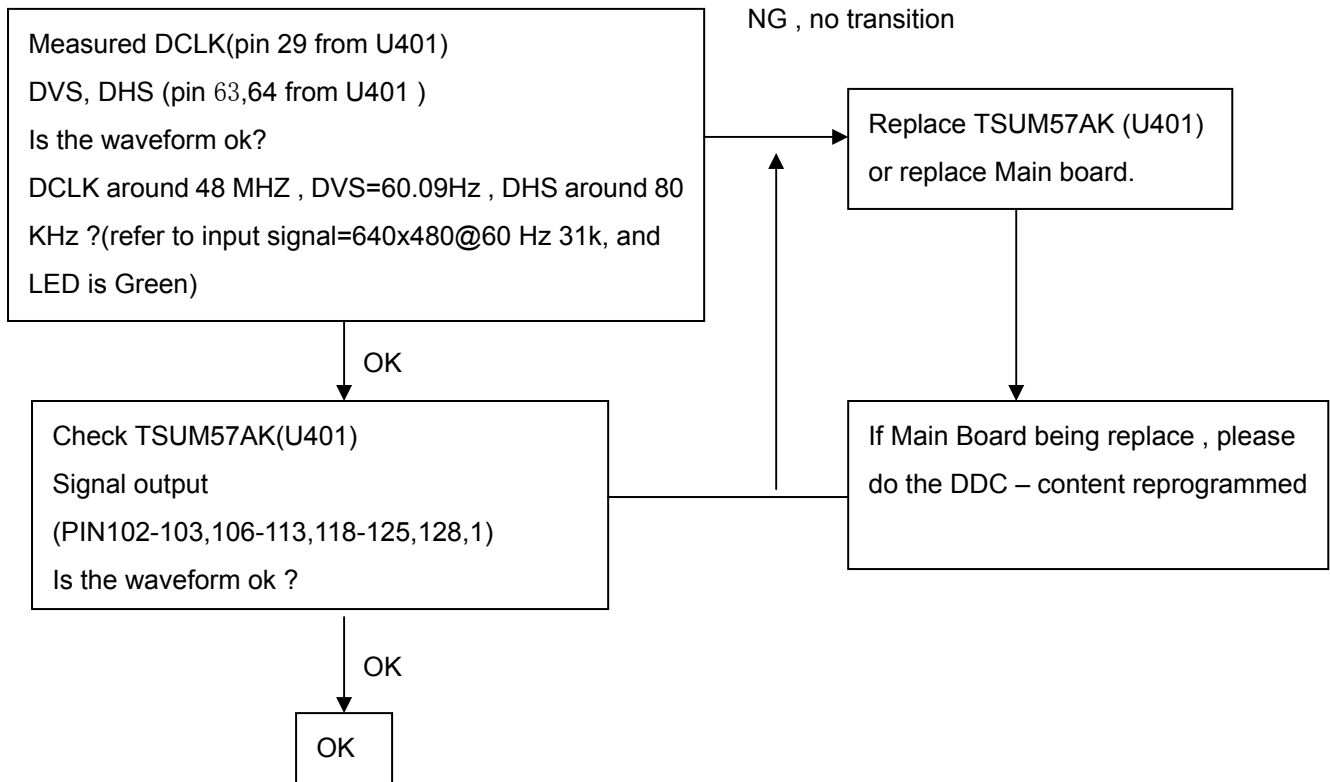 NG , no transition
Measured DCLK(pin 29 from U401)
DVS, DHS (pin 63,64 from U401 )
Is the waveform ok?
DCLK around 48 MHZ , DVS=60.09Hz , DHS around 80
KHz ?(refer to input signal=640x480@60 Hz 31k, and
LED is Green)
Replace TSUM57AK (U401)
or replace Main board.
OK
Check TSUM57AK(U401)
Signal output
(PIN102-103,106-113,118-125,128,1)
Is the waveform ok ?
If Main Board being replace , please
do the DDC – content reprogrammed
OK
OK